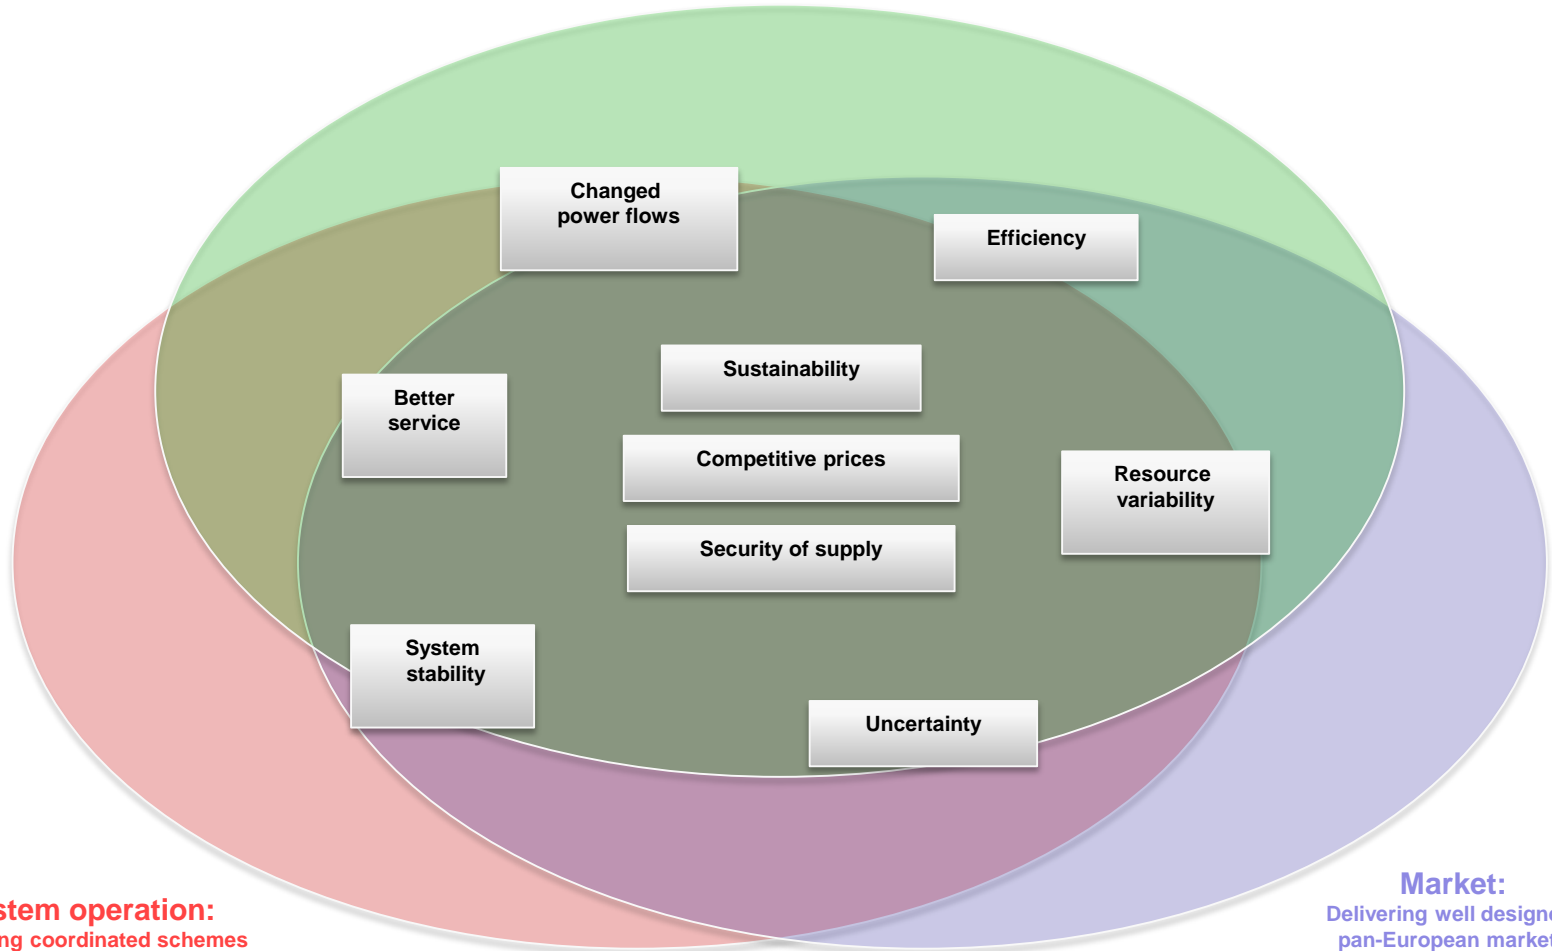 Changed
power flows
Efficiency
Sustainability
Better
service
Competitive prices
Resource
variability
Security of supply
System
stability
Uncertainty
stem operation:
ng coordinated schemes
Market:
Delivering well designe
pan-European market